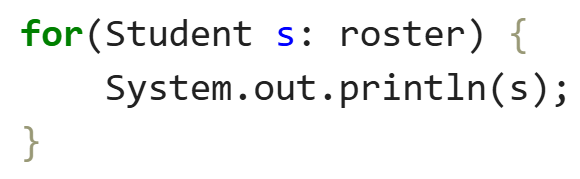 for(Student s: roster) {
    System.out.println(s);
}